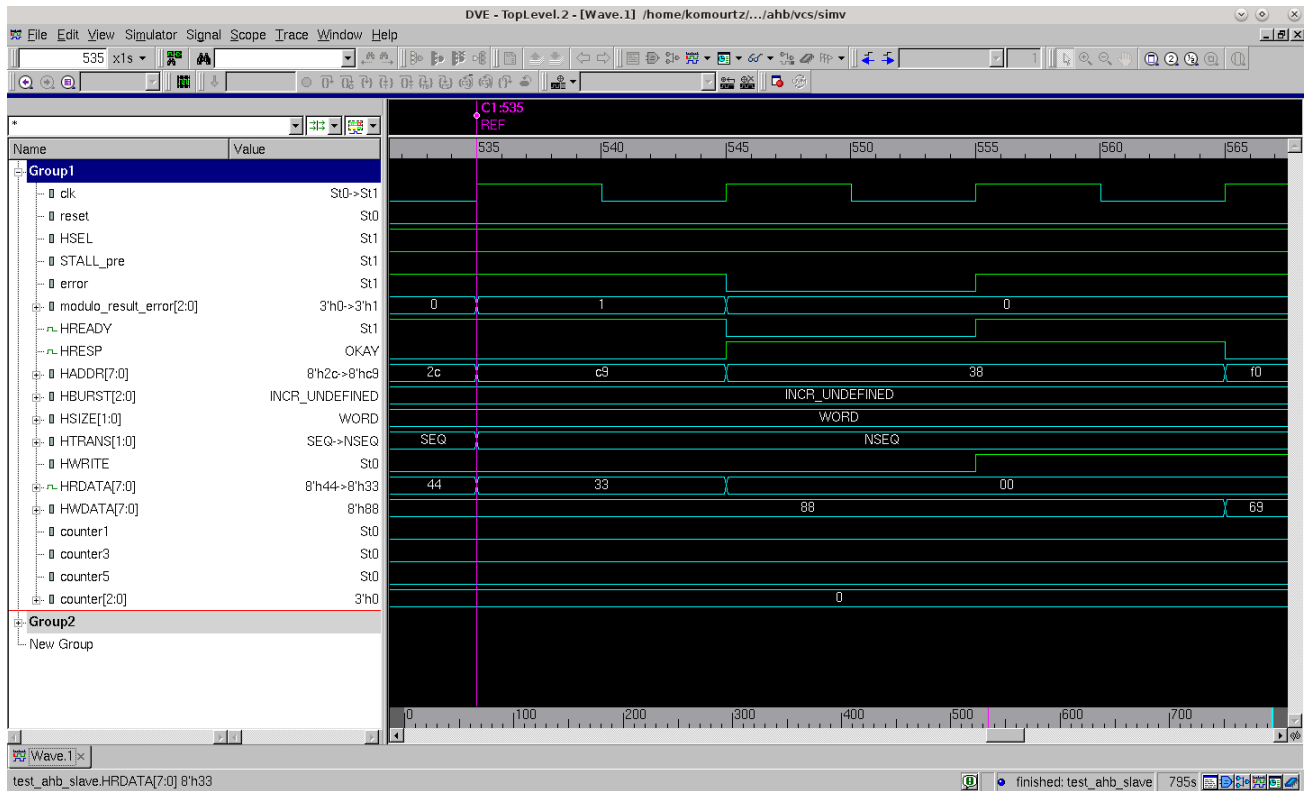 DVE - TopLevel.2 - [Wave.1] /home/komourtz/.../ahb/vcs/simv
File Edit View Simulator Signal Scope Trace Window Help
535 x1s
1
C1:535
REF
*
Name Value
535 540 545 550 555 560 565
Group1
clk St0->St1
reset St0
HSEL St1
STALL_pre St1
error St1
modulo_result_error[2:0] 3'h0->3'h1 0 1 0
HREADY St1
HRESP OKAY
HADDR[7:0] 8'h2c->8'hc9 2c c9 38 f0
HBURST[2:0] INCR_UNDEFINED INCR_UNDEFINED
HSIZE[1:0] WORD WORD
HTRANS[1:0] SEQ->NSEQ SEQ NSEQ
HWRITE St0
HRDATA[7:0] 8'h44->8'h33 44 33 00
HWDATA[7:0] 8'h88 88 69
counter1 St0
counter3 St0
counter5 St0
counter[2:0] 3'h0 0
Group2
New Group
0 100 200 300 400 500 600 700
Wave.1
test_ahb_slave.HRDATA[7:0] 8'h33 finished: test_ahb_slave 795s